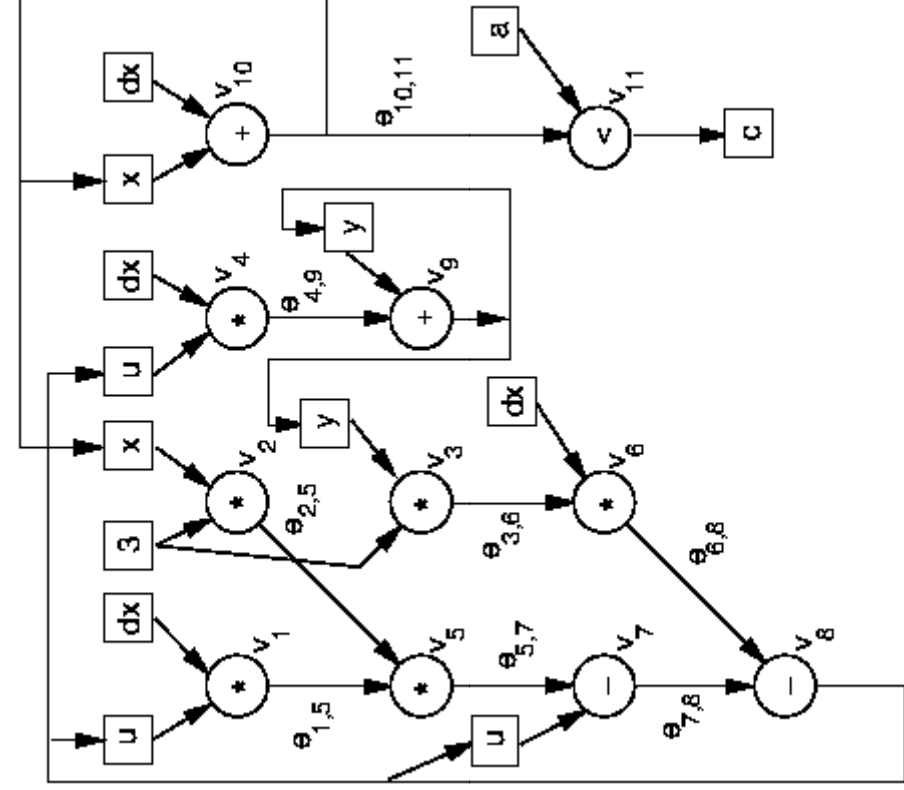 u
dx
3
x
u
dx
x
dx
*
v1
*
v2
*
v4
+
v10
e1,5
e2,5
e4,9
e10,11
y
y
a
*
v5
*
v3
+
v9
<
v11
e5,7
e3,6
u
dx
c
−
v7
*
v6
e7,8
e6,8
−
v8